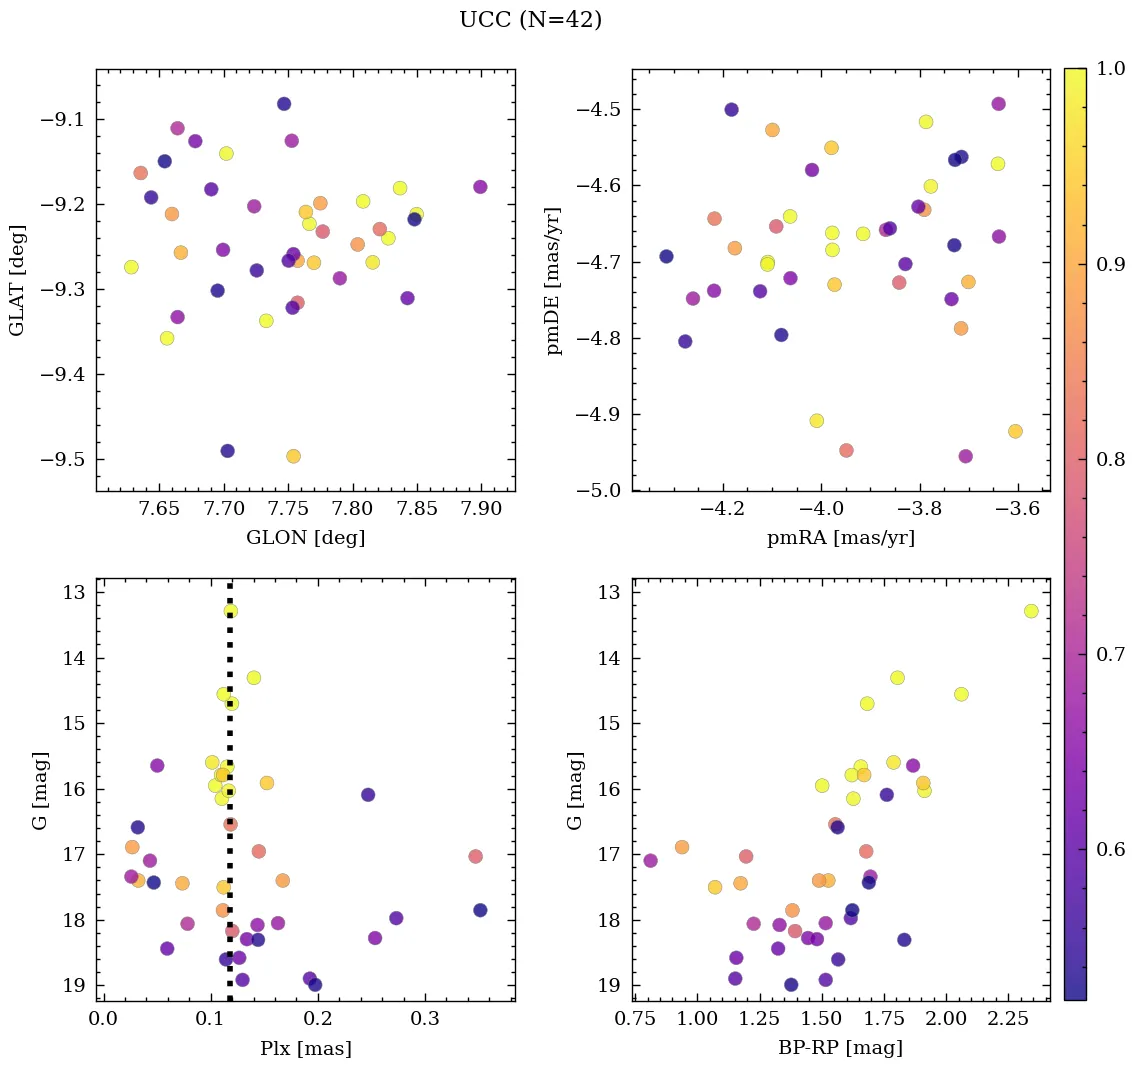 UCC (N=42)
−9.1
−9.2
−9.3
−9.4
−9.5
GLAT [deg]
7.65 7.70 7.75 7.80 7.85 7.90
GLON [deg]
−4.5
−4.6
−4.7
−4.8
−4.9
−5.0
pmDE [mas/yr]
−4.2 −4.0 −3.8 −3.6
pmRA [mas/yr]
13
14
15
16
17
18
19
G [mag]
0.0 0.1 0.2 0.3
Plx [mas]
13
14
15
16
17
18
19
G [mag]
0.75 1.00 1.25 1.50 1.75 2.00 2.25
BP-RP [mag]
1.0
0.9
0.8
0.7
0.6